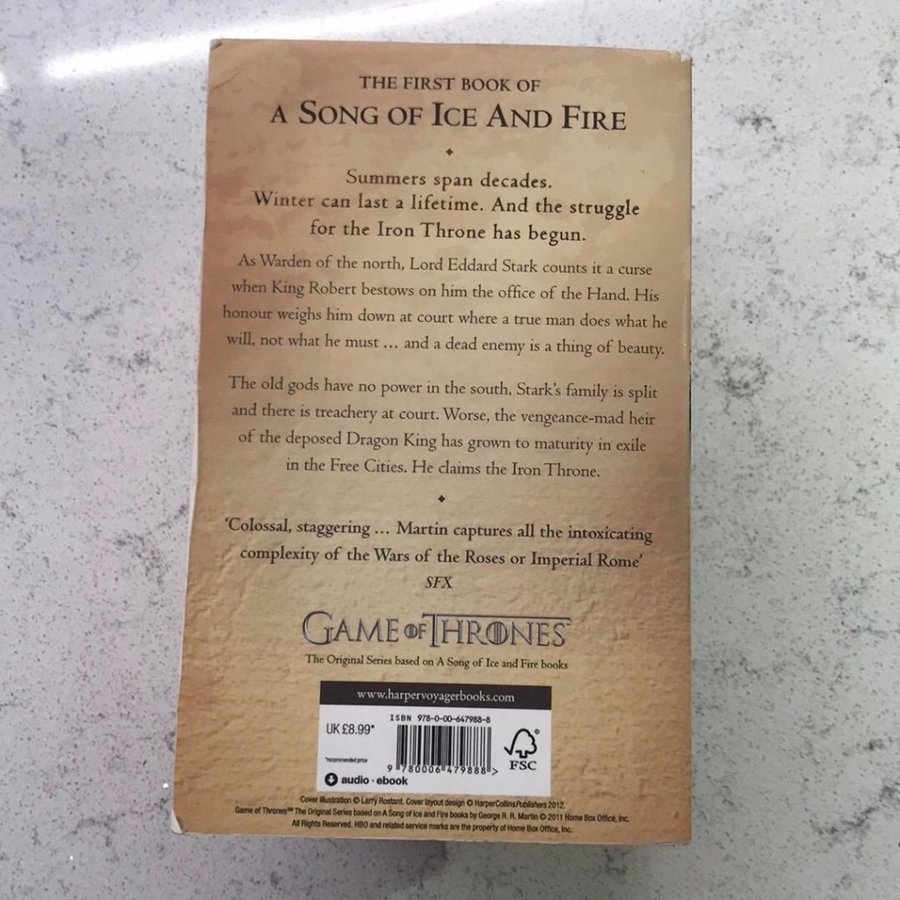 THE FIRST BOOK OF
A SONG OF ICE AND FIRE
Summers span decades.
Winter can last a lifetime. And the struggle
for the Iron Throne has begun.
As Warden of the north, Lord Eddard Stark counts it a curse
when King Robert bestows on him the office of the Hand. His
honour weighs him down at court where a true man does what he
will, not what he must ... and a dead enemy is a thing of beauty.
The old gods have no power in the south, Stark's family is split
and there is treachery at court. Worse, the vengeance-mad heir
of the deposed Dragon King has grown to maturity in exile
in the Free Cities. He claims the Iron Throne.
‘Colossal, staggering ... Martin captures all the intoxicating
complexity of the Wars of the Roses or Imperial Rome’
SFX
GAME OF THRONES
The Original Series based on A Song of Ice and Fire books
www.harpervoyagerbooks.com
ISBN 978-0-00-647988-8
UK £8.99*
*recommended price
9 780006 479888 >
audio · ebook
FSC
Cover illustration © Larry Rostant. Cover layout design © HarperCollinsPublishers 2012.
Game of Thrones℠ The Original Series based on A Song of Ice and Fire books by George R. R. Martin © 2011 Home Box Office, Inc.
All Rights Reserved. HBO and related service marks are the property of Home Box Office, Inc.